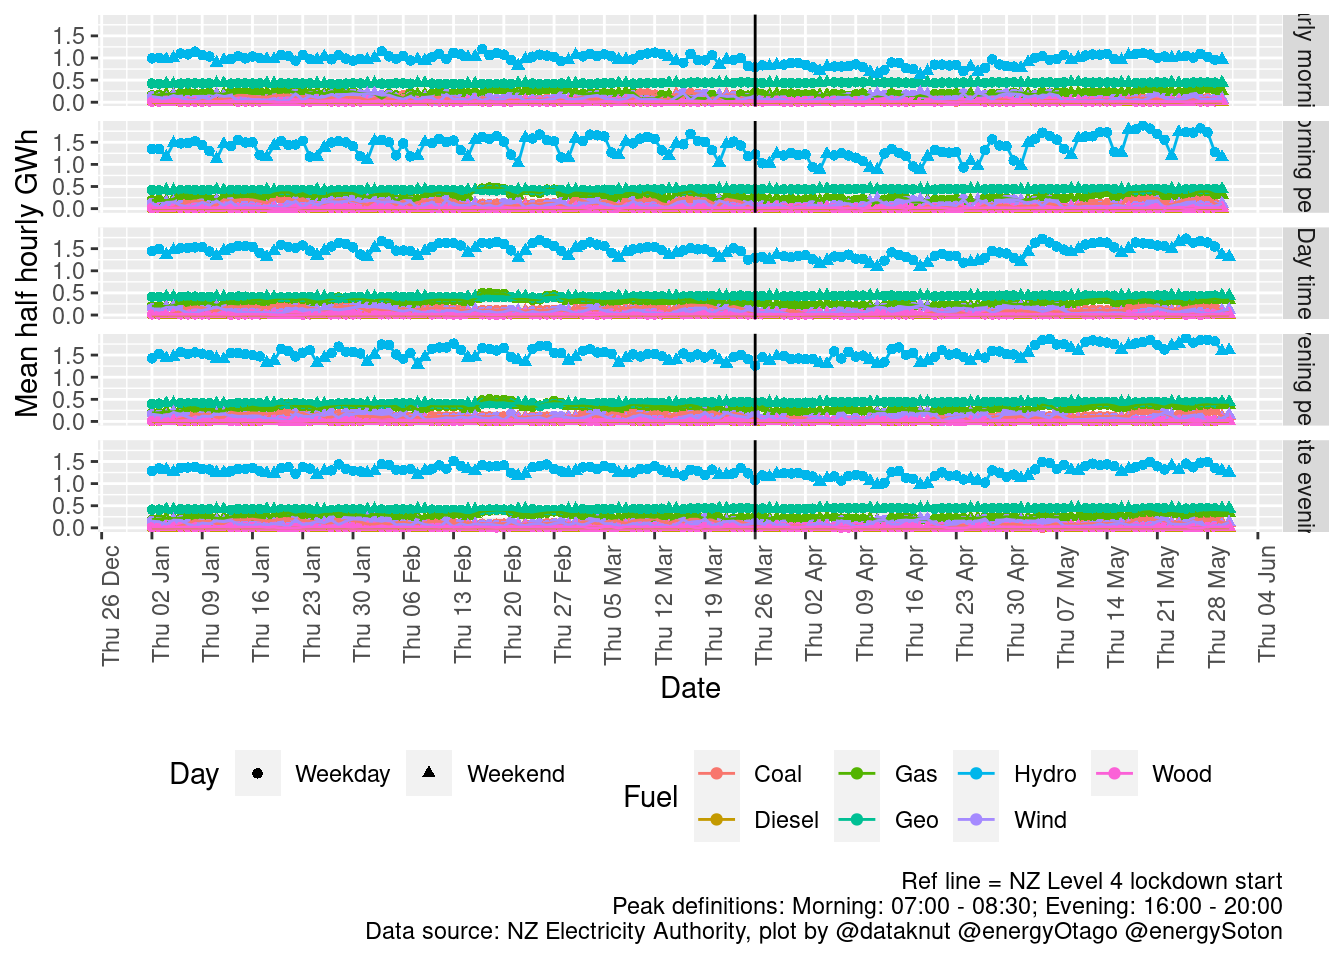 Mean half hourly GWh
1.5
1.0
0.5
0.0
1.5
1.0
0.5
0.0
1.5
1.0
0.5
0.0
1.5
1.0
0.5
0.0
1.5
1.0
0.5
0.0
rly morni
orning pe
Day time
vening pe
ate evenin
Thu 26 Dec
Thu 02 Jan
Thu 09 Jan
Thu 16 Jan
Thu 23 Jan
Thu 30 Jan
Thu 06 Feb
Thu 13 Feb
Thu 20 Feb
Thu 27 Feb
Thu 05 Mar
Thu 12 Mar
Thu 19 Mar
Thu 26 Mar
Thu 02 Apr
Thu 09 Apr
Thu 16 Apr
Thu 23 Apr
Thu 30 Apr
Thu 07 May
Thu 14 May
Thu 21 May
Thu 28 May
Thu 04 Jun
Date
Day
Weekday
Weekend
Fuel
Coal
Gas
Hydro
Wood
Diesel
Geo
Wind
Ref line = NZ Level 4 lockdown start
Peak definitions: Morning: 07:00 - 08:30; Evening: 16:00 - 20:00
Data source: NZ Electricity Authority, plot by @dataknut @energyOtago @energySoton